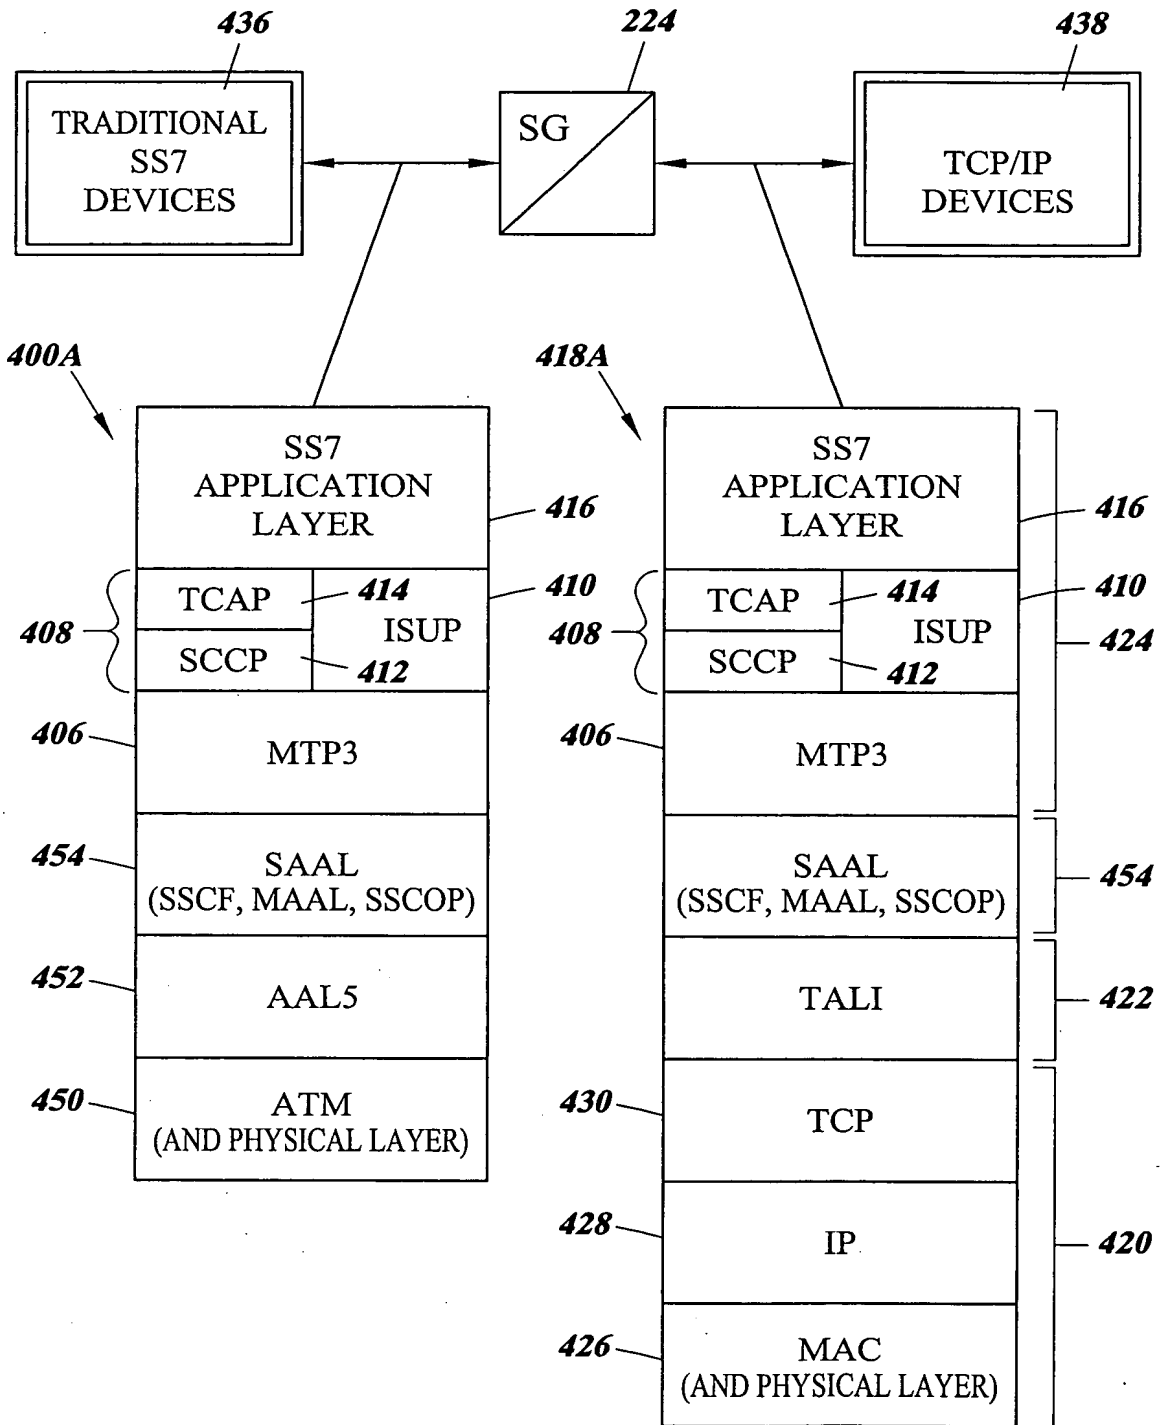 436
224
438
TRADITIONAL
SS7
DEVICES
SG
TCP/IP
DEVICES
400A
418A
SS7
APPLICATION
LAYER
416
TCAP
414
410
408
ISUP
SCCP
412
406
MTP3
454
SAAL
(SSCF, MAAL, SSCOP)
452
AAL5
450
ATM
(AND PHYSICAL LAYER)
SS7
APPLICATION
LAYER
416
TCAP
414
410
408
ISUP
424
SCCP
412
406
MTP3
SAAL
(SSCF, MAAL, SSCOP)
454
TALI
422
430
TCP
428
IP
420
426
MAC
(AND PHYSICAL LAYER)